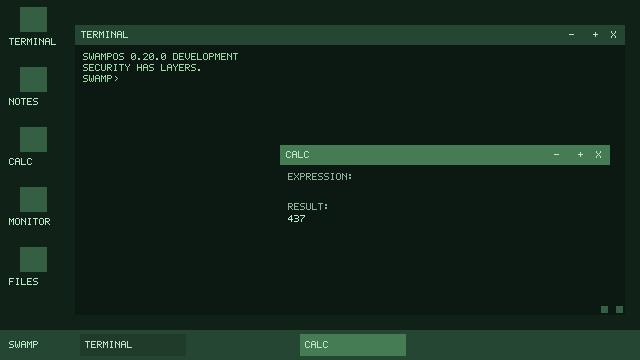 TERMINAL
NOTES
CALC
MONITOR
FILES
TERMINAL - + X
SWAMPOS 0.20.0 DEVELOPMENT
SECURITY HAS LAYERS.
SWAMP>
CALC - + X
EXPRESSION:
RESULT:
437
SWAMP TERMINAL CALC